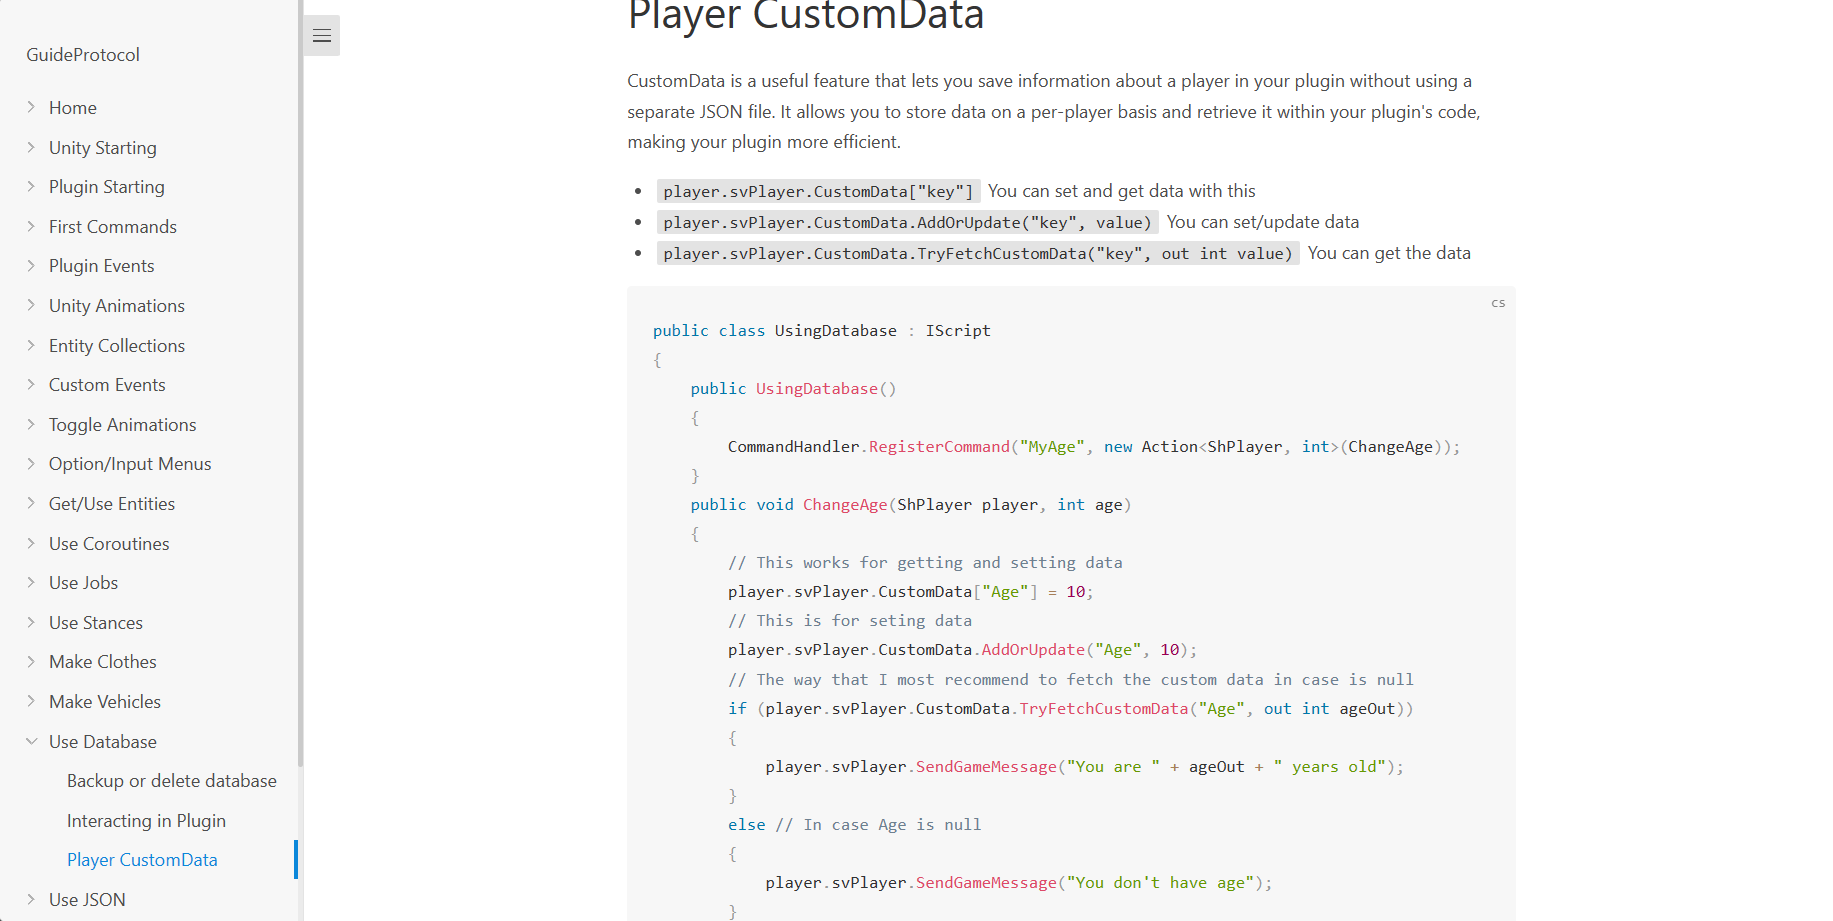 GuideProtocol
Home
Unity Starting
Plugin Starting
First Commands
Plugin Events
Unity Animations
Entity Collections
Custom Events
Toggle Animations
Option/Input Menus
Get/Use Entities
Use Coroutines
Use Jobs
Use Stances
Make Clothes
Make Vehicles
Use Database
Backup or delete database
Interacting in Plugin
Player CustomData
Use JSON
Player CustomData
CustomData is a useful feature that lets you save information about a player in your plugin without using a
separate JSON file. It allows you to store data on a per-player basis and retrieve it within your plugin's code,
making your plugin more efficient.
• player.svPlayer.CustomData["key"] You can set and get data with this
• player.svPlayer.CustomData.AddOrUpdate("key", value) You can set/update data
• player.svPlayer.CustomData.TryFetchCustomData("key", out int value) You can get the data
cs
public class UsingDatabase : IScript
{
    public UsingDatabase()
    {
        CommandHandler.RegisterCommand("MyAge", new Action<ShPlayer, int>(ChangeAge));
    }
    public void ChangeAge(ShPlayer player, int age)
    {
        // This works for getting and setting data
        player.svPlayer.CustomData["Age"] = 10;
        // This is for seting data
        player.svPlayer.CustomData.AddOrUpdate("Age", 10);
        // The way that I most recommend to fetch the custom data in case is null
        if (player.svPlayer.CustomData.TryFetchCustomData("Age", out int ageOut))
        {
            player.svPlayer.SendGameMessage("You are " + ageOut + " years old");
        }
        else // In case Age is null
        {
            player.svPlayer.SendGameMessage("You don't have age");
        }